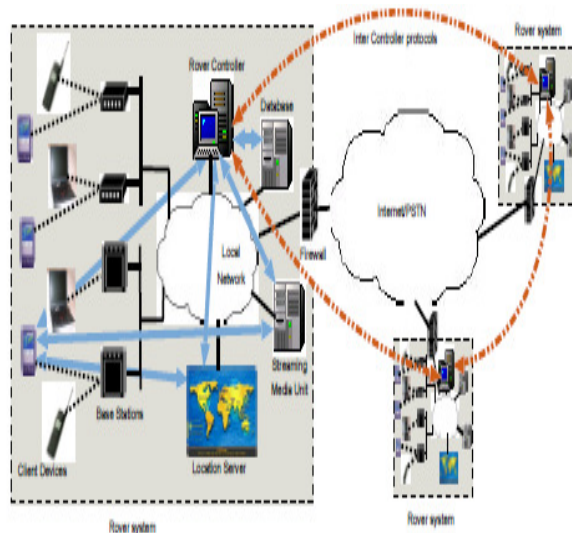 Inter Controller protocols
Rover system
Rover Controller
Database
Internet/PSTN
Firewall
Local
Network
Streaming
Media Unit
Base Stations
Client Devices
Location Server
Rover system
Rover system